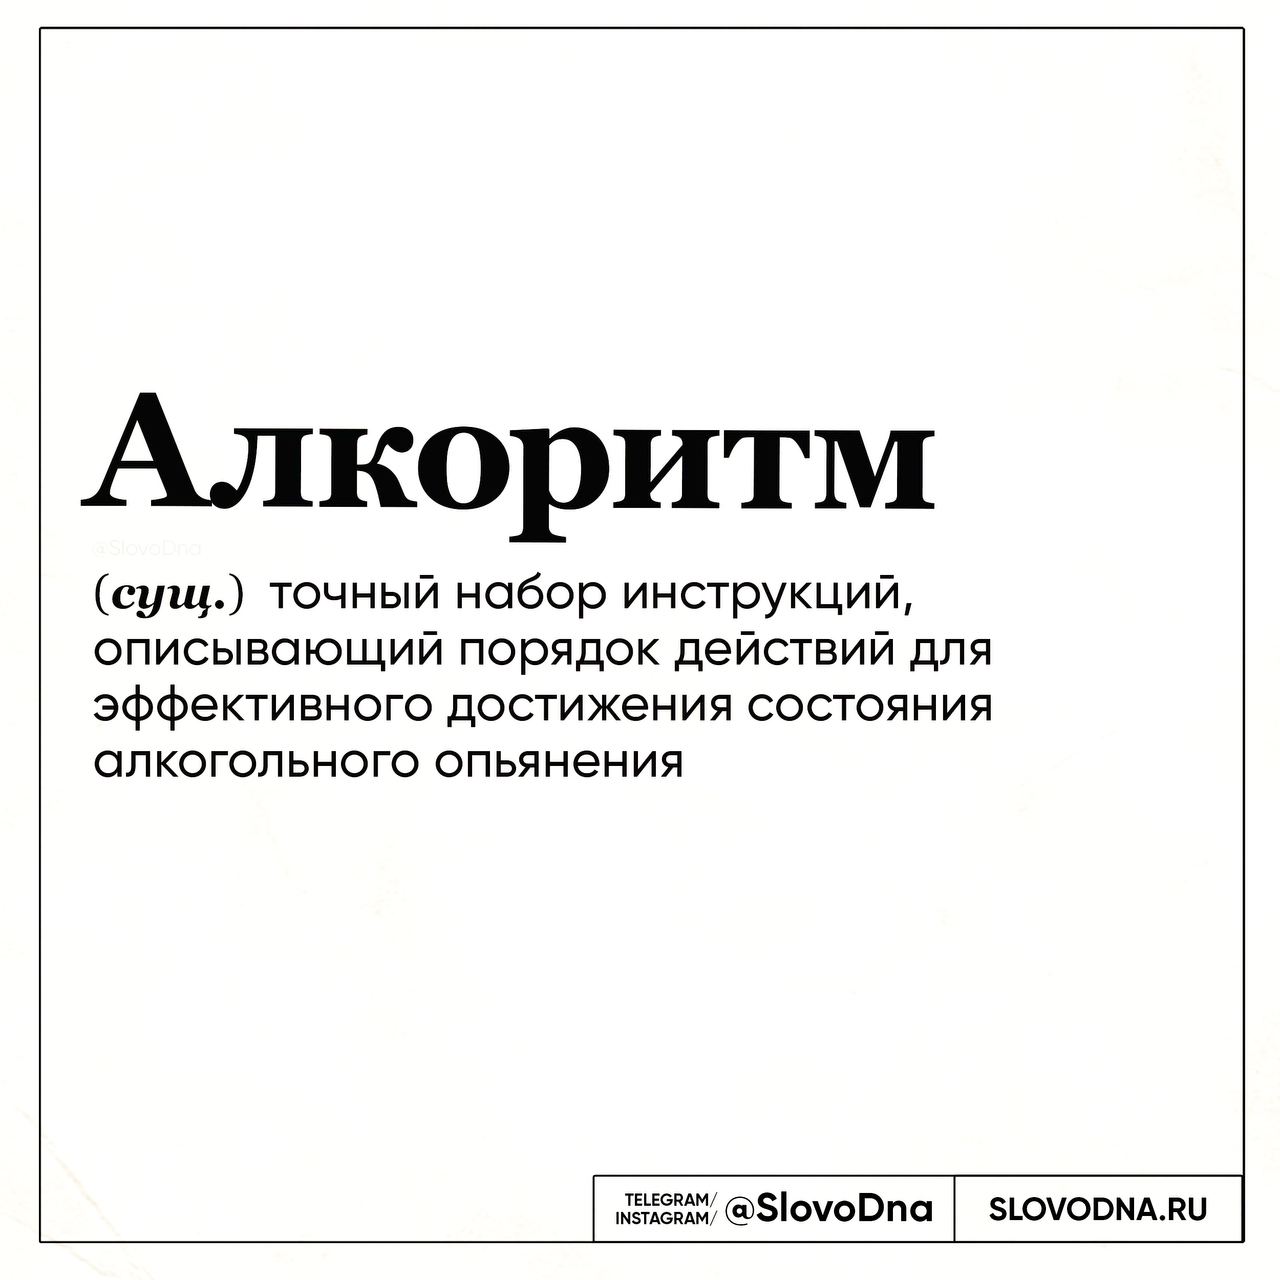 Алкоритм
@SlovoDna
(сущ.) точный набор инструкций,
описывающий порядок действий для
эффективного достижения состояния
алкогольного опьянения
TELEGRAM/
INSTAGRAM/
@SlovoDna
SLOVODNA.RU